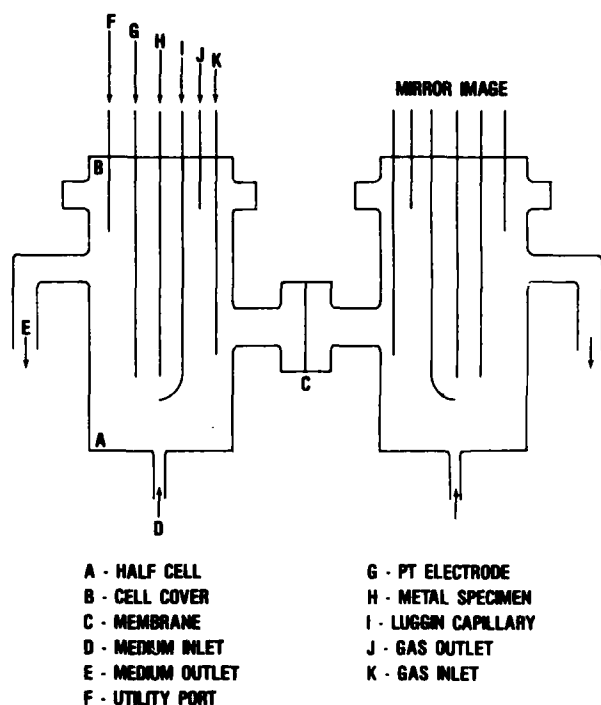 F
G
H
I
J
K
MIRROR IMAGE
B
E
C
A
D
A - HALF CELL
B - CELL COVER
C - MEMBRANE
D - MEDIUM INLET
E - MEDIUM OUTLET
F - UTILITY PORT
G - PT ELECTRODE
H - METAL SPECIMEN
I - LUGGIN CAPILLARY
J - GAS OUTLET
K - GAS INLET